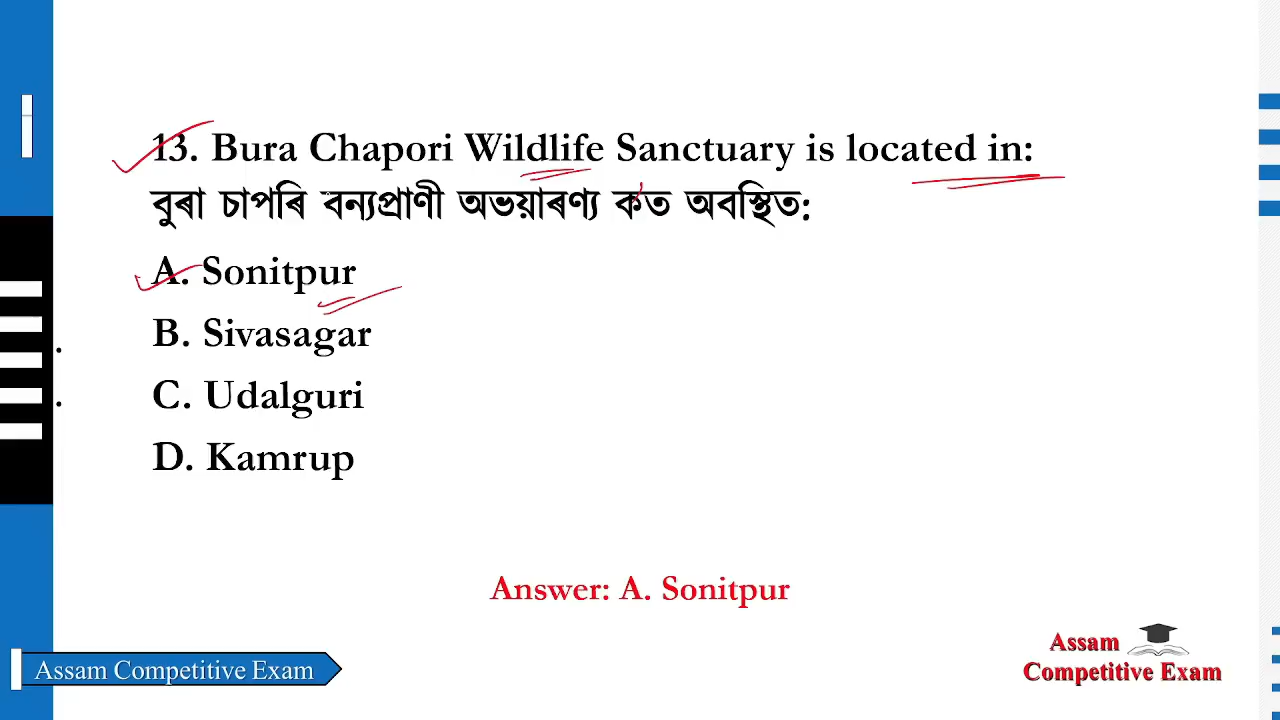 13. Bura Chapori Wildlife Sanctuary is located in:
বুৰা চাপৰি বন্যপ্ৰাণী অভয়াৰণ্য ক'ত অৱস্থিত:
A. Sonitpur
B. Sivasagar
C. Udalguri
D. Kamrup
Answer: A. Sonitpur
Assam Competitive Exam
Assam
Competitive Exam